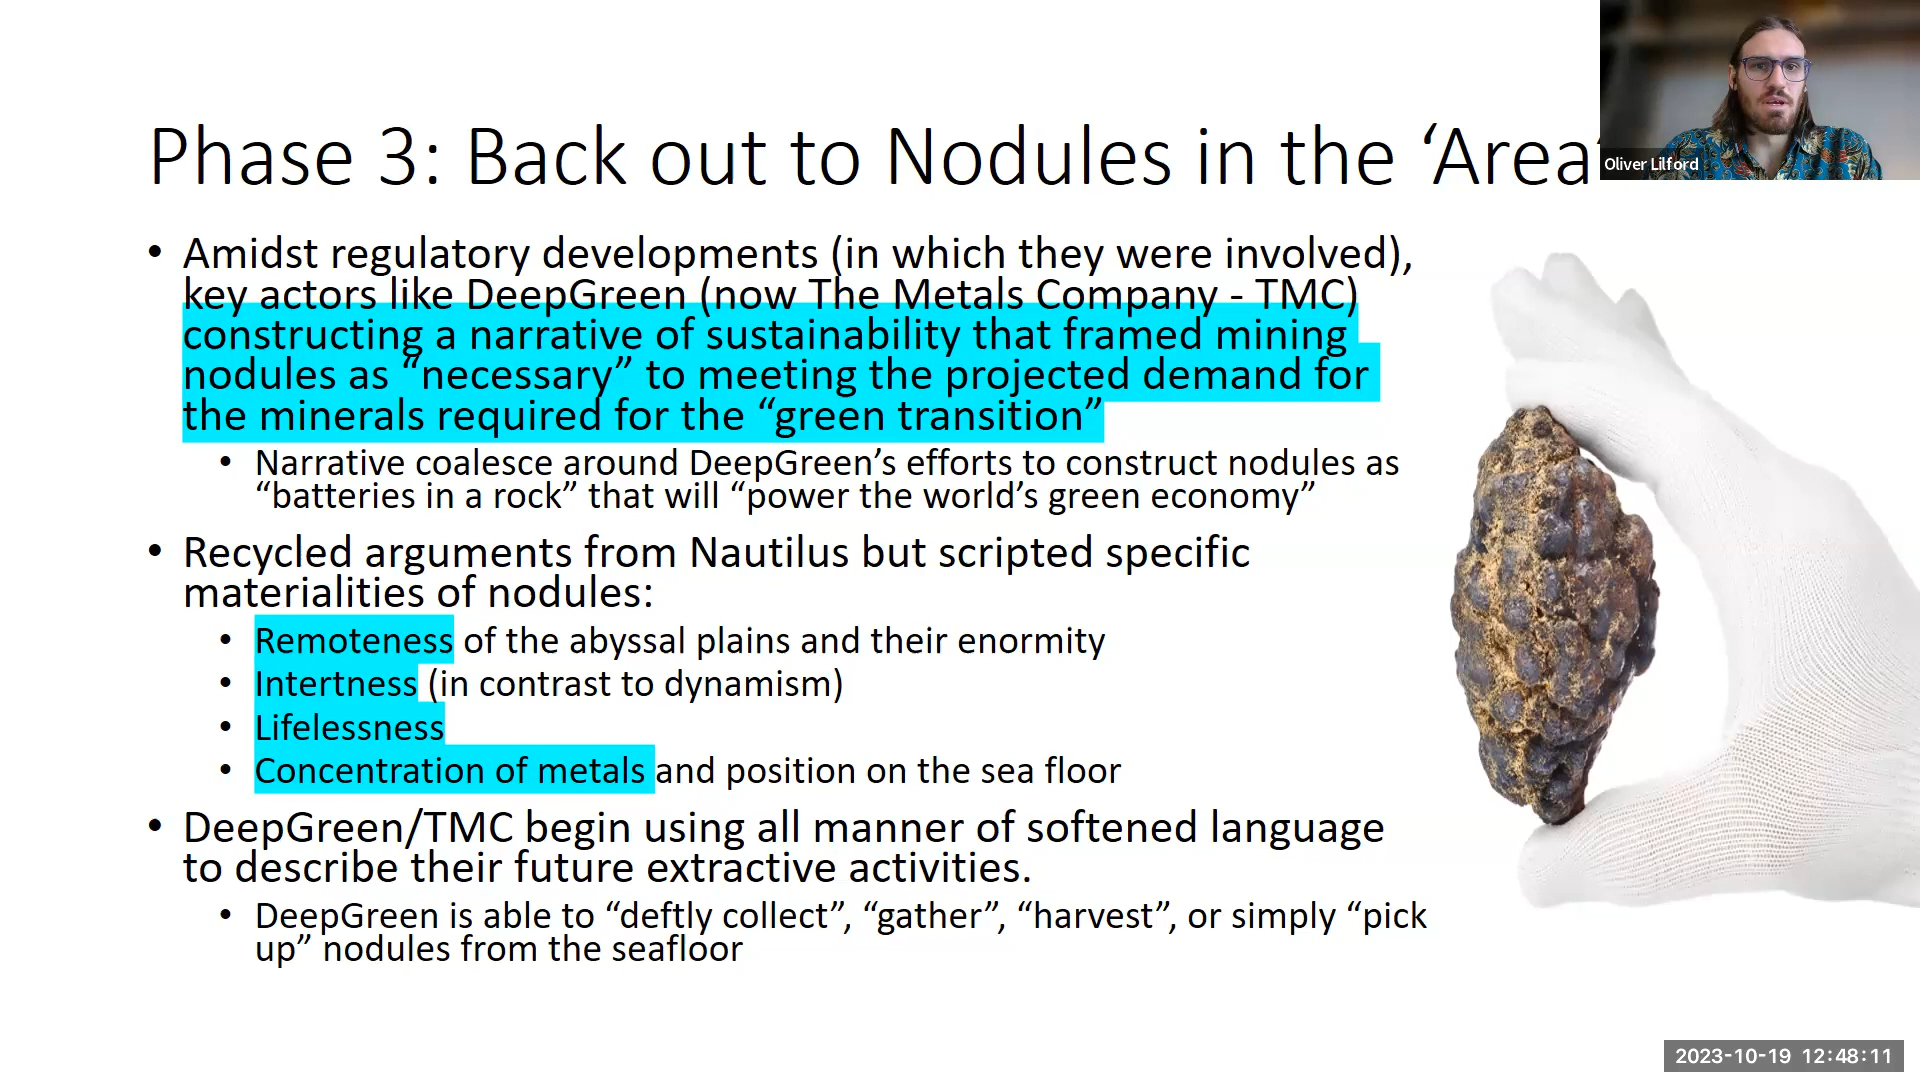 Phase 3: Back out to Nodules in the ‘Area’
Oliver Lilford
• Amidst regulatory developments (in which they were involved),
key actors like DeepGreen (now The Metals Company - TMC)
constructing a narrative of sustainability that framed mining
nodules as “necessary” to meeting the projected demand for
the minerals required for the “green transition”
• Narrative coalesce around DeepGreen’s efforts to construct nodules as
“batteries in a rock” that will “power the world’s green economy”
• Recycled arguments from Nautilus but scripted specific
materialities of nodules:
• Remoteness of the abyssal plains and their enormity
• Intertness (in contrast to dynamism)
• Lifelessness
• Concentration of metals and position on the sea floor
• DeepGreen/TMC begin using all manner of softened language
to describe their future extractive activities.
• DeepGreen is able to “deftly collect”, “gather”, “harvest”, or simply “pick
up” nodules from the seafloor
2023-10-19 12:48:11